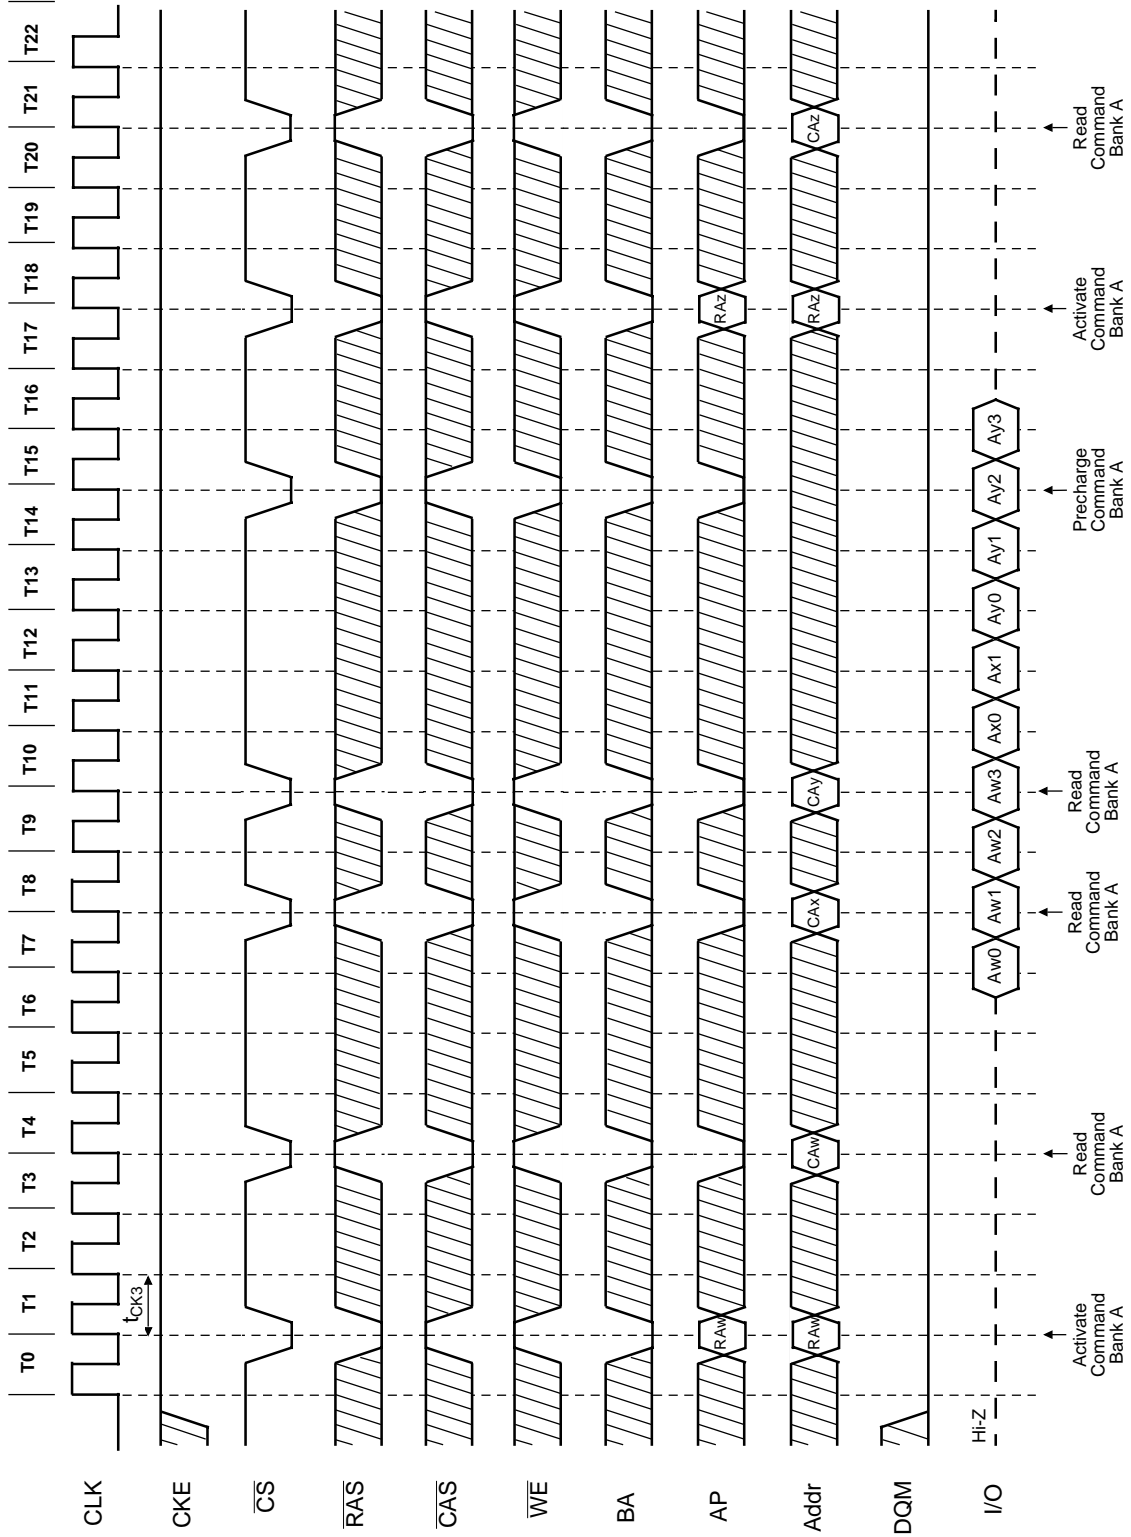 T0 T1 T2 T3 T4 T5 T6 T7 T8 T9 T10 T11 T12 T13 T14 T15 T16 T17 T18 T19 T20 T21 T22
CLK
tCK3
CKE
CS
RAS
CAS
WE
BA
AP
RAw RAz
Addr
RAw CAw CAx CAy RAz CAz
DQM
I/O
Hi-Z
Aw0 Aw1 Aw2 Aw3 Ax0 Ax1 Ay0 Ay1 Ay2 Ay3
Activate
Command
Bank A
Read
Command
Bank A
Read
Command
Bank A
Read
Command
Bank A
Precharge
Command
Bank A
Activate
Command
Bank A
Read
Command
Bank A